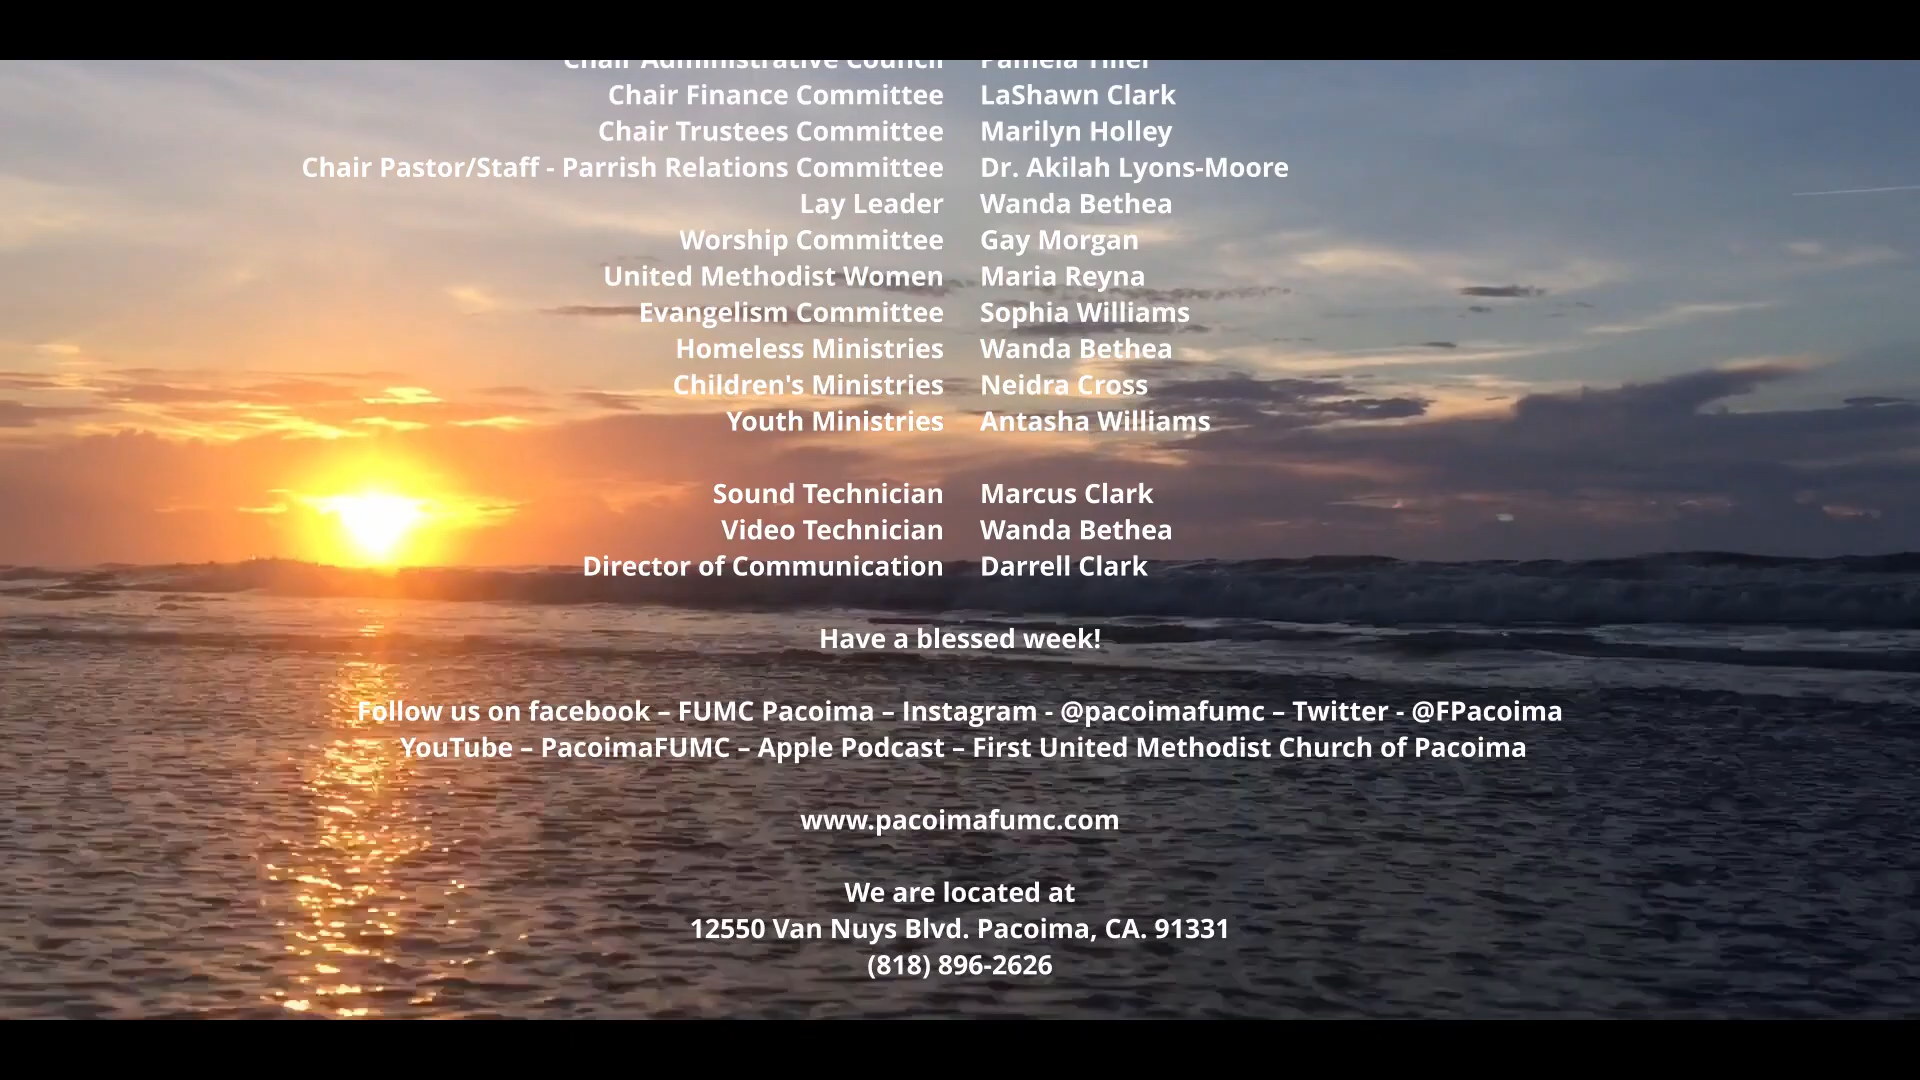 Chair Administrative Council Pamela Tiller
Chair Finance Committee LaShawn Clark
Chair Trustees Committee Marilyn Holley
Chair Pastor/Staff - Parrish Relations Committee Dr. Akilah Lyons-Moore
Lay Leader Wanda Bethea
Worship Committee Gay Morgan
United Methodist Women Maria Reyna
Evangelism Committee Sophia Williams
Homeless Ministries Wanda Bethea
Children's Ministries Neidra Cross
Youth Ministries Antasha Williams
Sound Technician Marcus Clark
Video Technician Wanda Bethea
Director of Communication Darrell Clark
Have a blessed week!
Follow us on facebook – FUMC Pacoima – Instagram - @pacoimafumc – Twitter - @FPacoima
YouTube – PacoimaFUMC – Apple Podcast – First United Methodist Church of Pacoima
www.pacoimafumc.com
We are located at
12550 Van Nuys Blvd. Pacoima, CA. 91331
(818) 896-2626